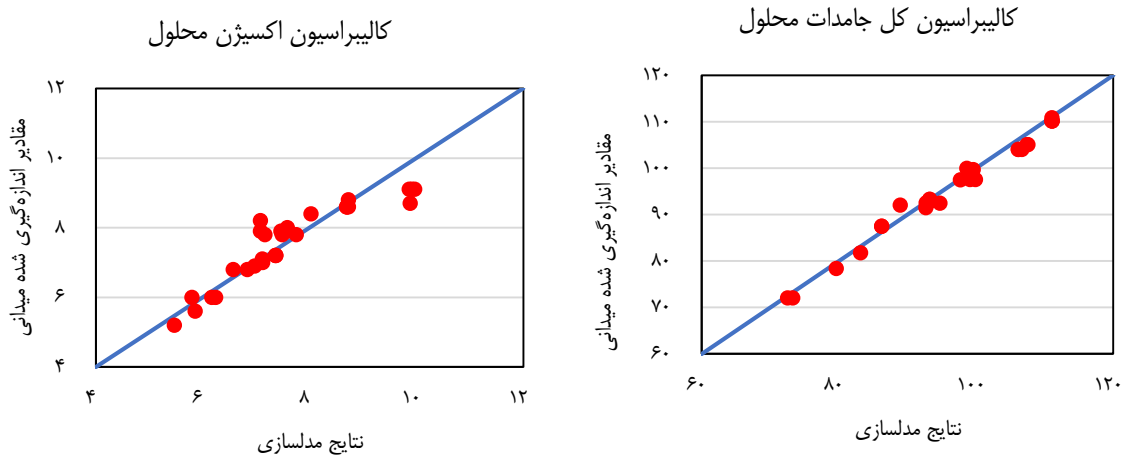 کالیبراسیون کل جامدات محلول
۱۲۰
۱۱۰
۱۰۰
۹۰
۸۰
۷۰
۶۰
مقادیر اندازه‌گیری شده میدانی
۶۰ ۸۰ ۱۰۰ ۱۲۰
نتایج مدلسازی
کالیبراسیون اکسیژن محلول
۱۲
۱۰
۸
۶
۴
مقادیر اندازه‌گیری شده میدانی
۴ ۶ ۸ ۱۰ ۱۲
نتایج مدلسازی